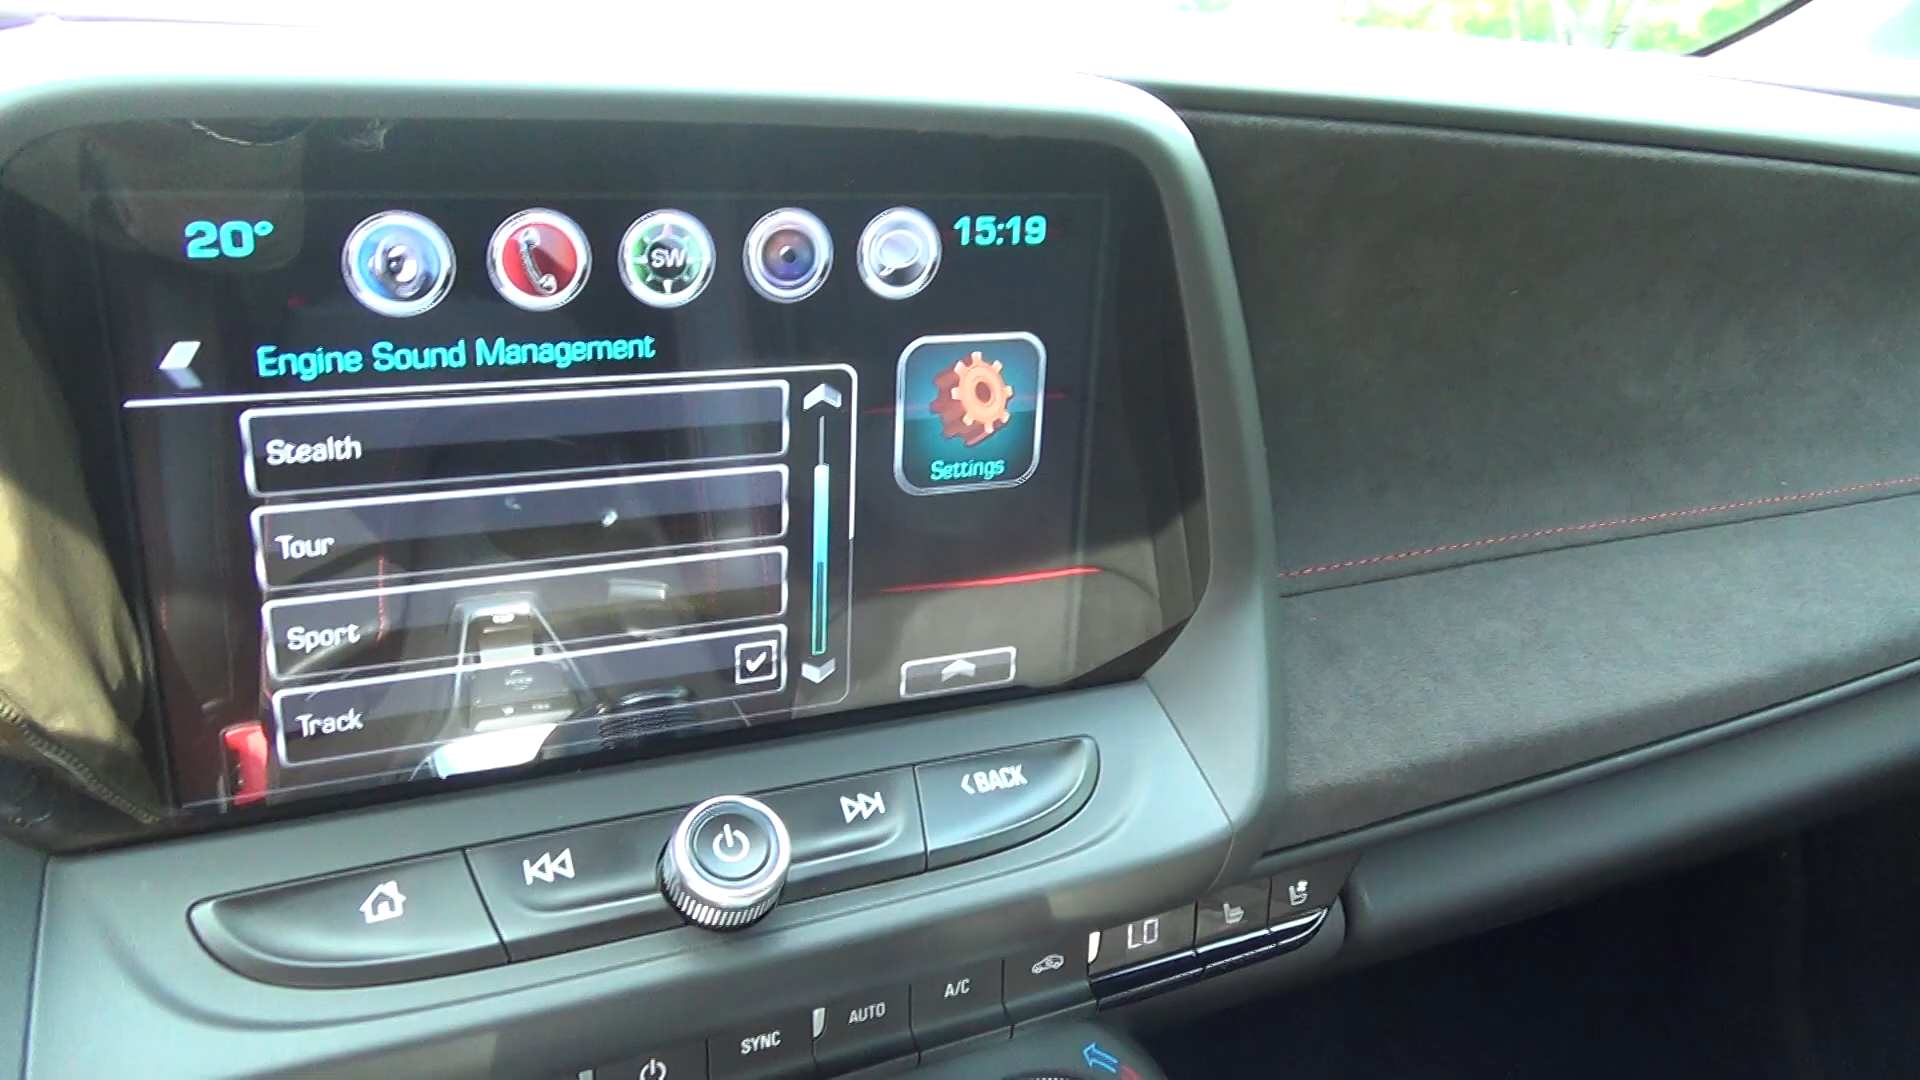 20°
SW
15:19
Engine Sound Management
Stealth
Tour
Sport
Track
Settings
BACK
LO
A/C
AUTO
SYNC